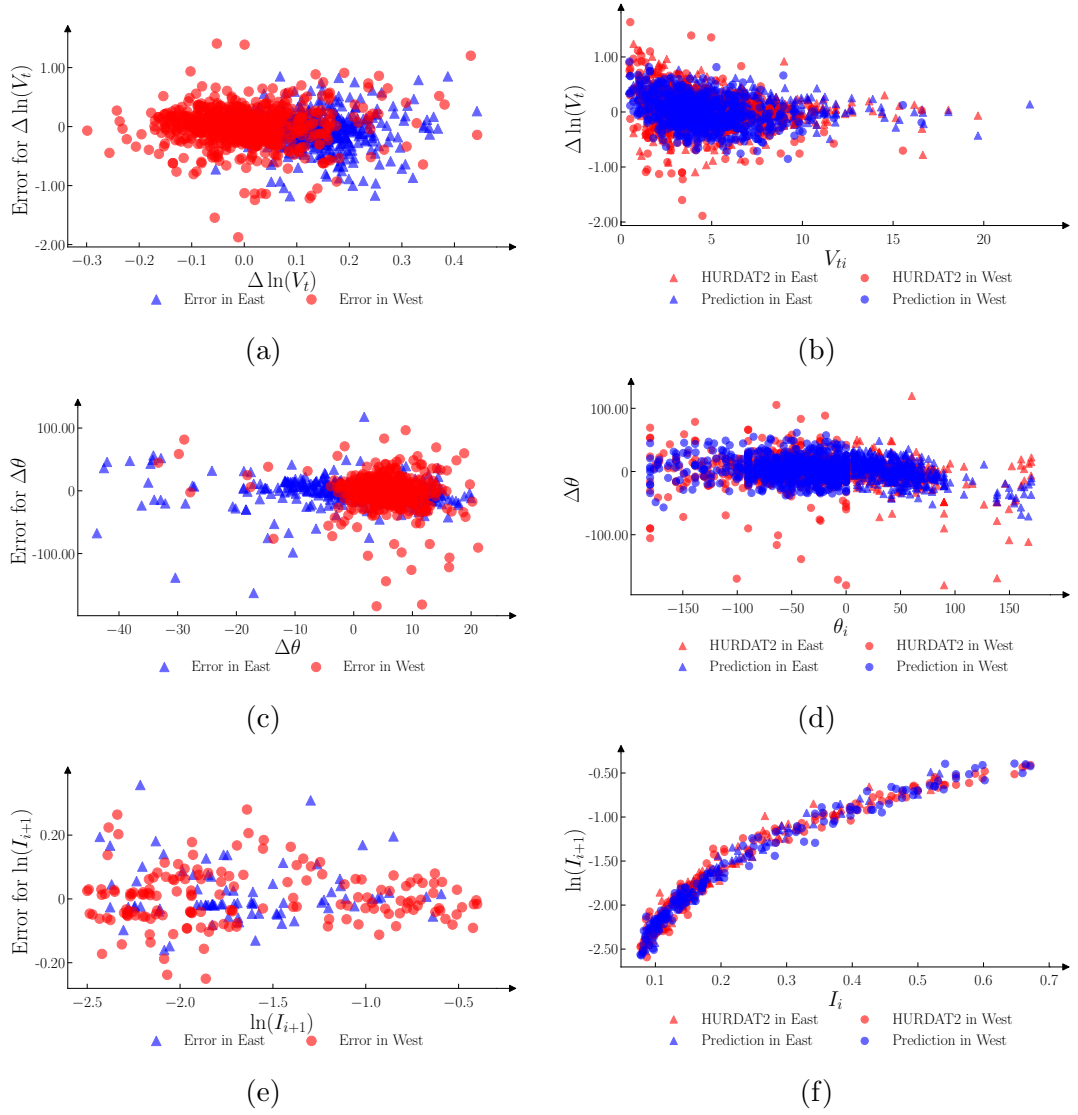 Error for Δ ln(V_t)
1.00
0
-1.00
-2.00
−0.3 −0.2 −0.1 0.0 0.1 0.2 0.3 0.4
Δ ln(V_t)
Error in East Error in West
(a)
Δ ln(V_t)
1.00
0
-1.00
-2.00
0 5 10 15 20
V_{ti}
HURDAT2 in East HURDAT2 in West
Prediction in East Prediction in West
(b)
Error for Δθ
100.00
0
-100.00
−40 −30 −20 −10 0 10 20
Δθ
Error in East Error in West
(c)
Δθ
100.00
0
-100.00
−150 −100 −50 0 50 100 150
θ_i
HURDAT2 in East HURDAT2 in West
Prediction in East Prediction in West
(d)
Error for ln(I_{i+1})
0.20
0
-0.20
−2.5 −2.0 −1.5 −1.0 −0.5
ln(I_{i+1})
Error in East Error in West
(e)
ln(I_{i+1})
-0.50
-1.00
-1.50
-2.00
-2.50
0.1 0.2 0.3 0.4 0.5 0.6 0.7
I_i
HURDAT2 in East HURDAT2 in West
Prediction in East Prediction in West
(f)